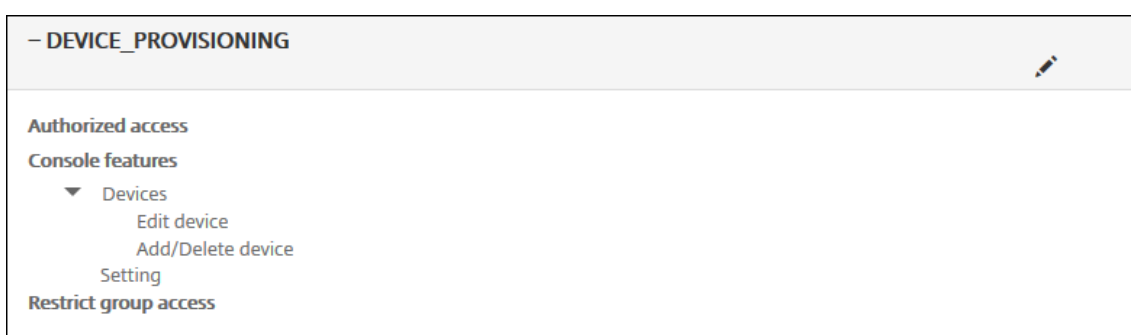 – DEVICE_PROVISIONING
Authorized access
Console features
Devices
Edit device
Add/Delete device
Setting
Restrict group access